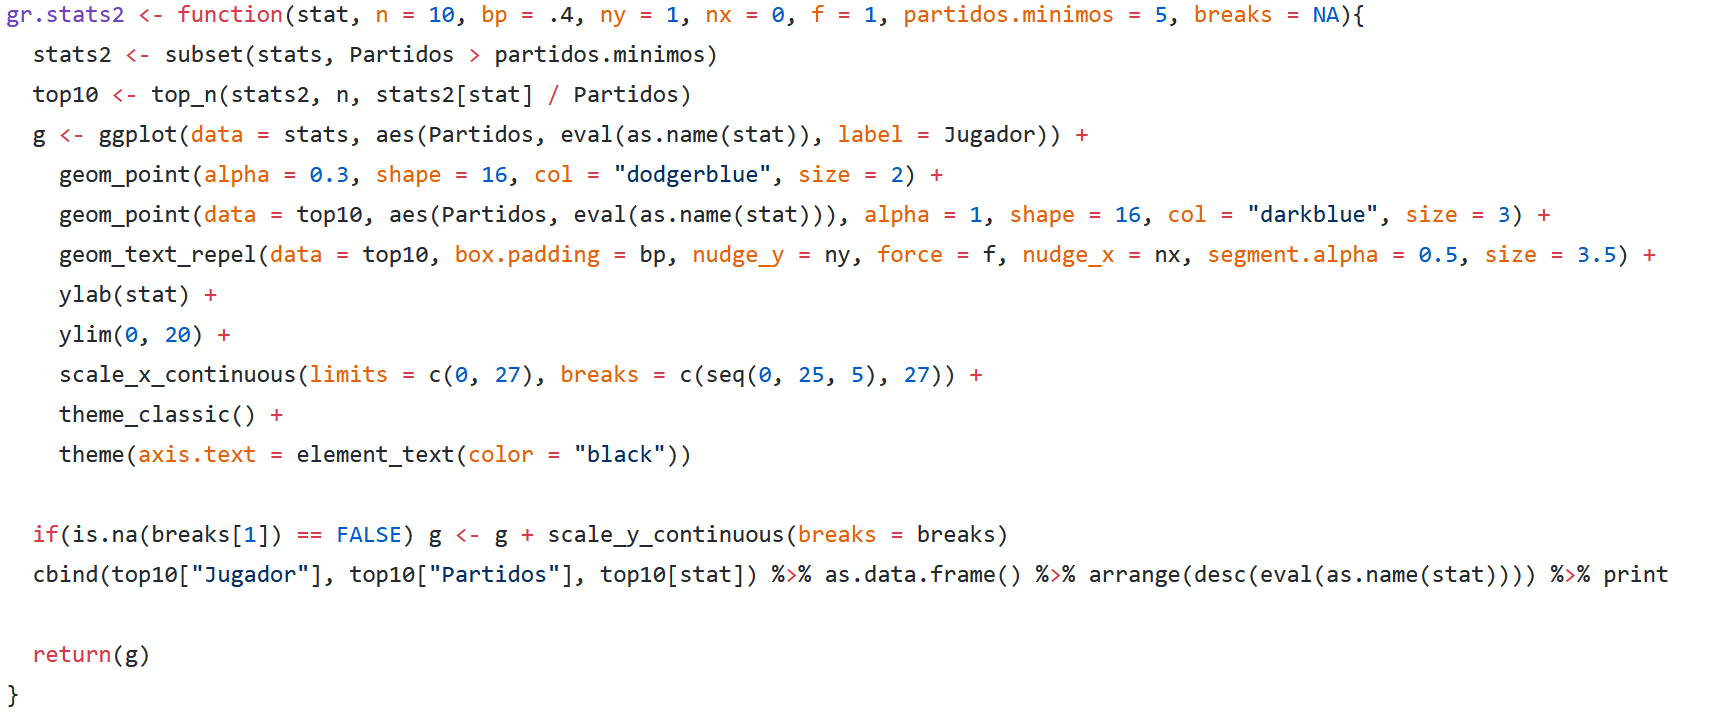 gr.stats2 <- function(stat, n = 10, bp = .4, ny = 1, nx = 0, f = 1, partidos.minimos = 5, breaks = NA){
  stats2 <- subset(stats, Partidos > partidos.minimos)
  top10 <- top_n(stats2, n, stats2[stat] / Partidos)
  g <- ggplot(data = stats, aes(Partidos, eval(as.name(stat)), label = Jugador)) +
    geom_point(alpha = 0.3, shape = 16, col = "dodgerblue", size = 2) +
    geom_point(data = top10, aes(Partidos, eval(as.name(stat))), alpha = 1, shape = 16, col = "darkblue", size = 3) +
    geom_text_repel(data = top10, box.padding = bp, nudge_y = ny, force = f, nudge_x = nx, segment.alpha = 0.5, size = 3.5) +
    ylab(stat) +
    ylim(0, 20) +
    scale_x_continuous(limits = c(0, 27), breaks = c(seq(0, 25, 5), 27)) +
    theme_classic() +
    theme(axis.text = element_text(color = "black"))

  if(is.na(breaks[1]) == FALSE) g <- g + scale_y_continuous(breaks = breaks)
  cbind(top10["Jugador"], top10["Partidos"], top10[stat]) %>% as.data.frame() %>% arrange(desc(eval(as.name(stat)))) %>% print

  return(g)
}